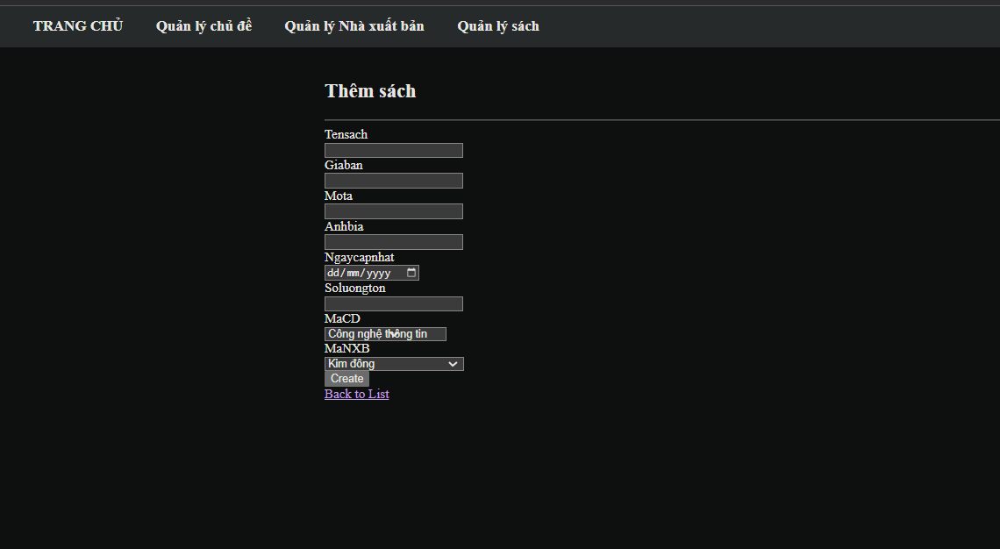 TRANG CHỦ Quản lý chủ đề Quản lý Nhà xuất bản Quản lý sách
Thêm sách
Tensach
Giaban
Mota
Anhbia
Ngaycapnhat
dd/mm/yyyy
Soluongton
MaCD
Công nghệ thông tin
MaNXB
Kim đồng
Create
Back to List